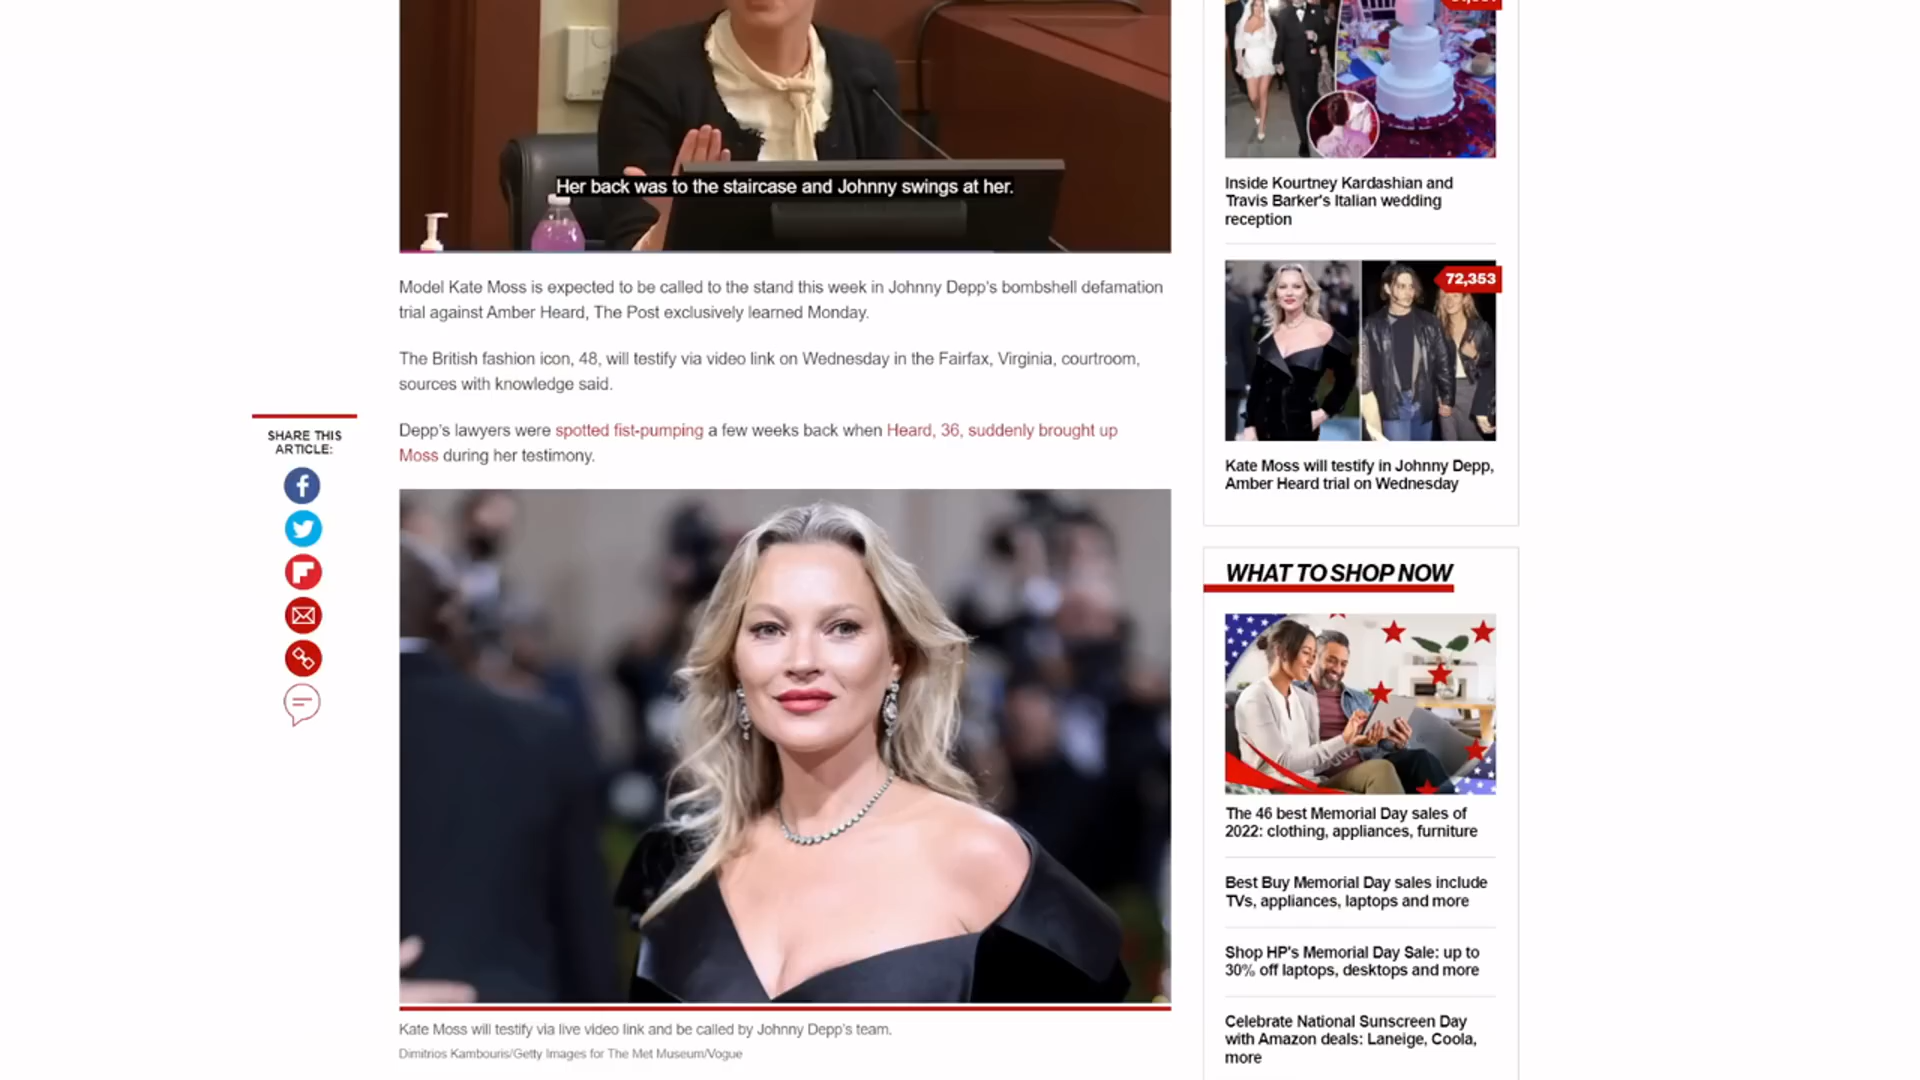 Her back was to the staircase and Johnny swings at her.
Model Kate Moss is expected to be called to the stand this week in Johnny Depp's bombshell defamation
trial against Amber Heard, The Post exclusively learned Monday.
The British fashion icon, 48, will testify via video link on Wednesday in the Fairfax, Virginia, courtroom,
sources with knowledge said.
Depp's lawyers were spotted fist-pumping a few weeks back when Heard, 36, suddenly brought up
Moss during her testimony.
SHARE THIS
ARTICLE:
Kate Moss will testify via live video link and be called by Johnny Depp's team.
Dimitrios Kambouris/Getty Images for The Met Museum/Vogue
Inside Kourtney Kardashian and
Travis Barker's Italian wedding
reception
72,353
Kate Moss will testify in Johnny Depp,
Amber Heard trial on Wednesday
WHAT TO SHOP NOW
The 46 best Memorial Day sales of
2022: clothing, appliances, furniture
Best Buy Memorial Day sales include
TVs, appliances, laptops and more
Shop HP's Memorial Day Sale: up to
30% off laptops, desktops and more
Celebrate National Sunscreen Day
with Amazon deals: Laneige, Coola,
more